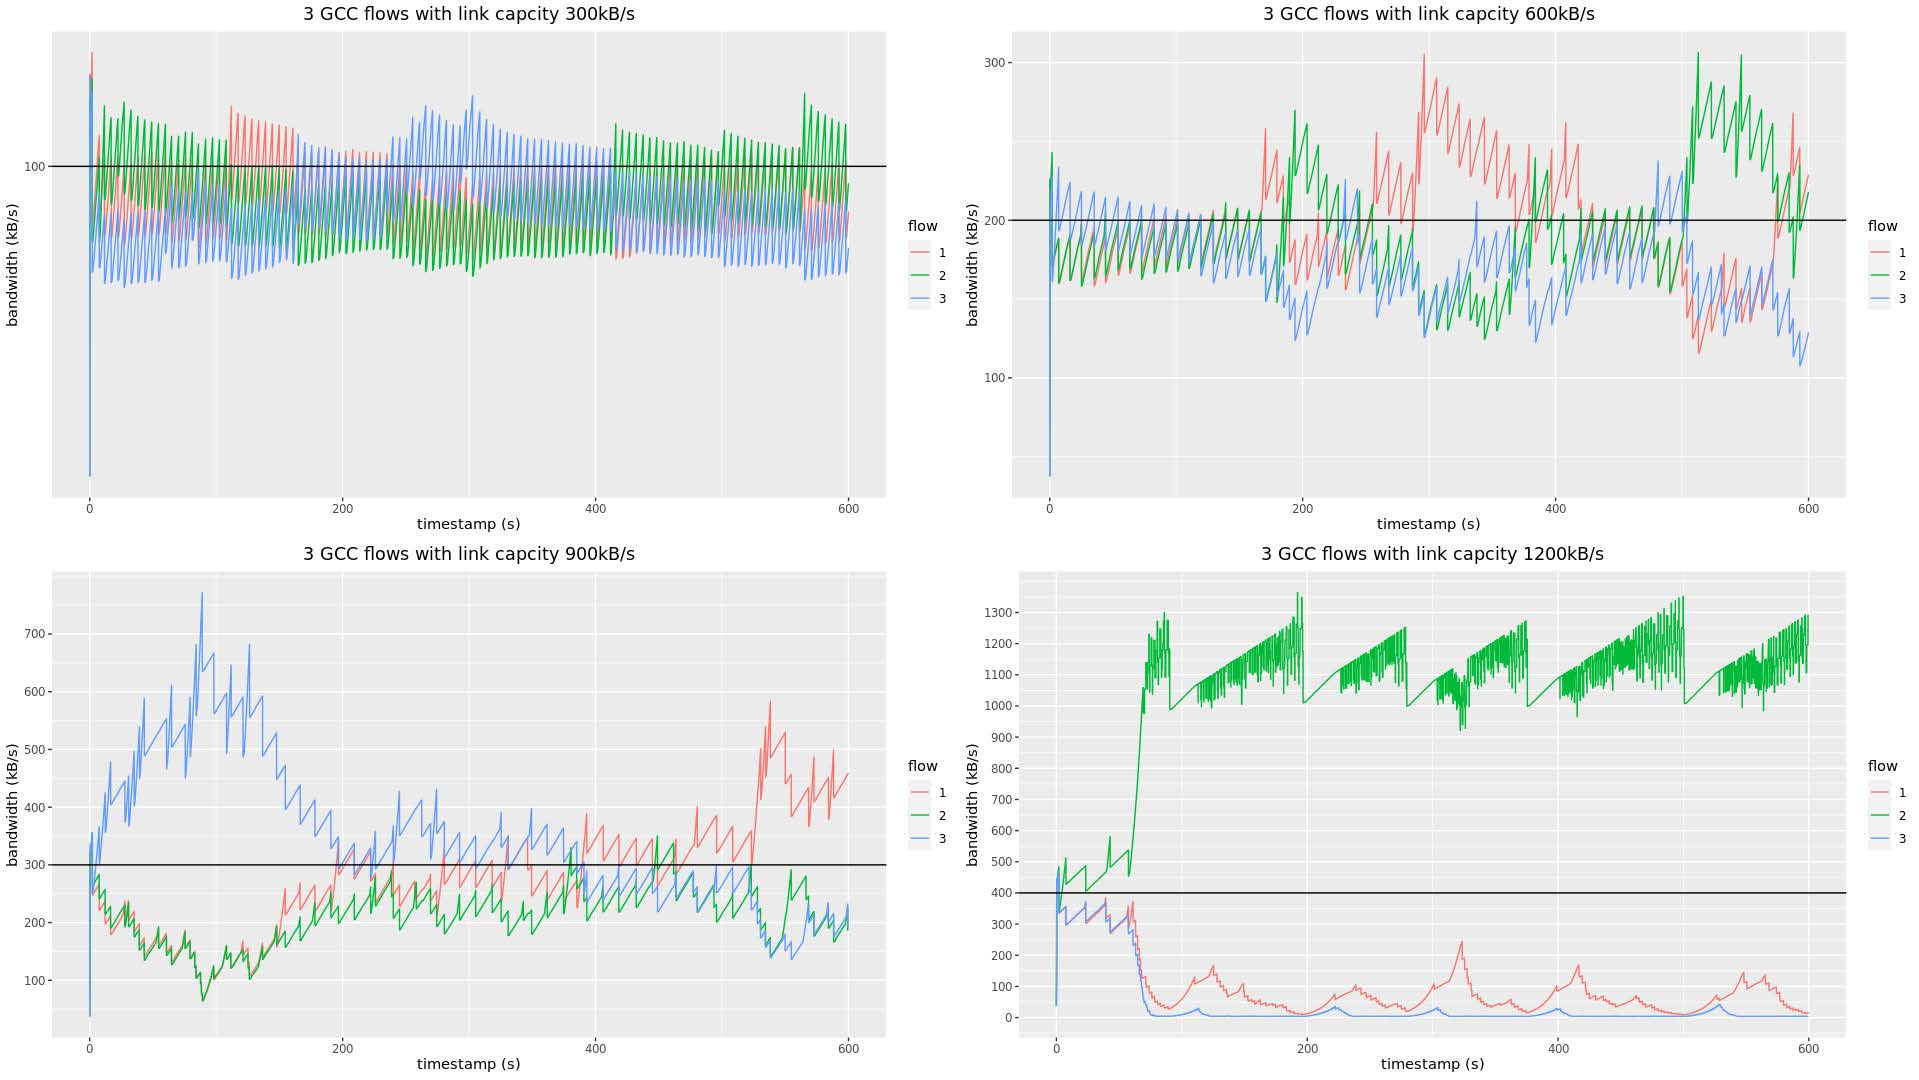 3 GCC flows with link capcity 300kB/s
bandwidth (kB/s)
100
0 200 400 600
timestamp (s)
flow
1
2
3
3 GCC flows with link capcity 600kB/s
bandwidth (kB/s)
300
200
100
0 200 400 600
timestamp (s)
flow
1
2
3
3 GCC flows with link capcity 900kB/s
bandwidth (kB/s)
700
600
500
400
300
200
100
0 200 400 600
timestamp (s)
flow
1
2
3
3 GCC flows with link capcity 1200kB/s
bandwidth (kB/s)
1300
1200
1100
1000
900
800
700
600
500
400
300
200
100
0
0 200 400 600
timestamp (s)
flow
1
2
3